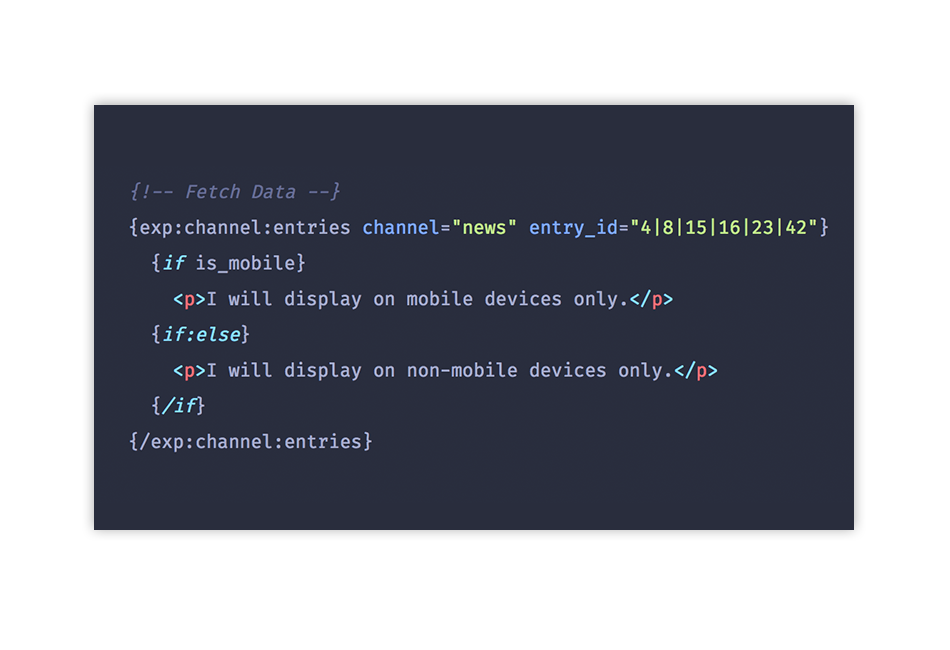 {!-- Fetch Data --}
{exp:channel:entries channel="news" entry_id="4|8|15|16|23|42"}
{if is_mobile}
<p>I will display on mobile devices only.</p>
{if:else}
<p>I will display on non-mobile devices only.</p>
{/if}
{/exp:channel:entries}